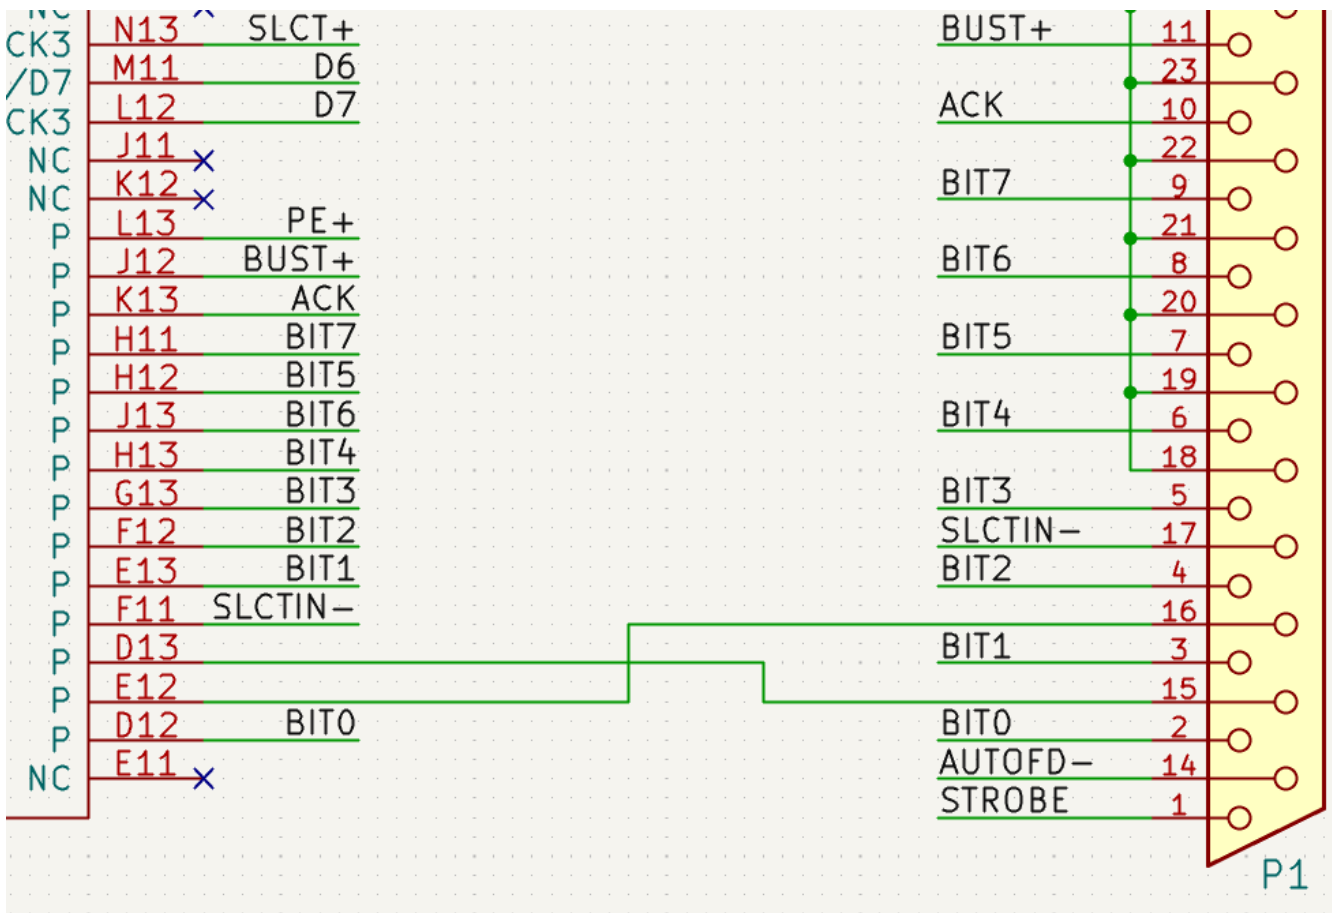 NC
CK3 N13 SLCT+ BUST+ 11
/D7 M11 D6 23
CK3 L12 D7 ACK 10
NC J11 22
NC K12 BIT7 9
P L13 PE+ 21
P J12 BUST+ BIT6 8
P K13 ACK 20
P H11 BIT7 BIT5 7
P H12 BIT5 19
P J13 BIT6 BIT4 6
P H13 BIT4 18
P G13 BIT3 BIT3 5
P F12 BIT2 SLCTIN- 17
P E13 BIT1 BIT2 4
P F11 SLCTIN- 16
P D13 BIT1 3
P E12 15
P D12 BIT0 BIT0 2
NC E11 AUTOFD- 14
STROBE 1
P1